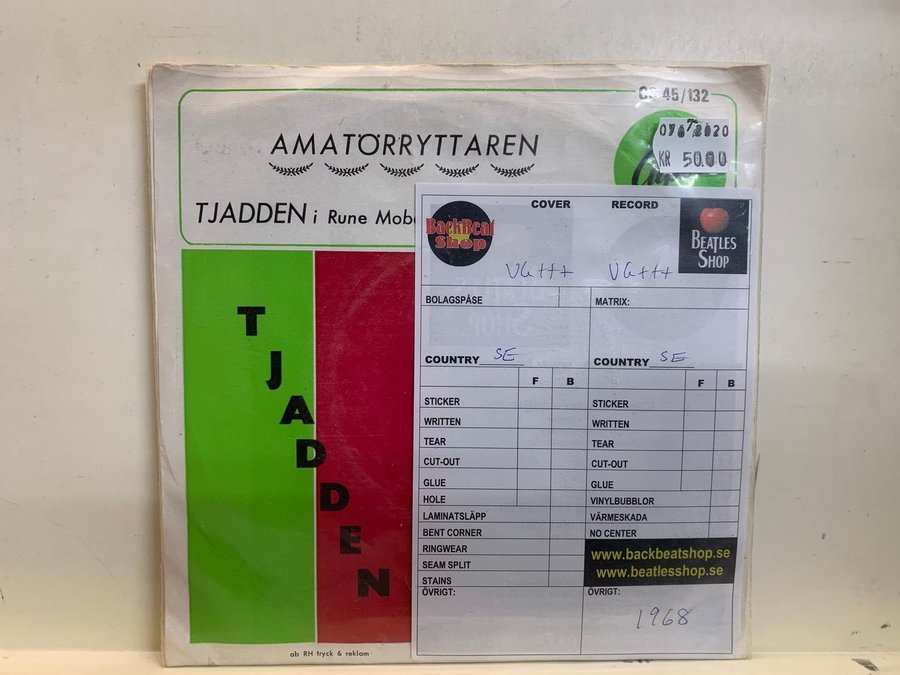 45/132
AMATÖRRYTTAREN
KR 50.00
TJADDEN i Rune
TJADDEN
ab RH tryck & reklam
COVER RECORD
BackBeat Shop
BEATLES SHOP
VG+++ VG+++
BOLAGSPÅSE MATRIX:
COUNTRY SE COUNTRY SE
F B F B
STICKER STICKER
WRITTEN WRITTEN
TEAR TEAR
CUT-OUT CUT-OUT
GLUE GLUE
HOLE VINYLBUBBLOR
LAMINATSLÄPP VÄRMESKADA
BENT CORNER NO CENTER
RINGWEAR www.backbeatshop.se
SEAM SPLIT www.beatlesshop.se
STAINS
ÖVRIGT: ÖVRIGT:
1968